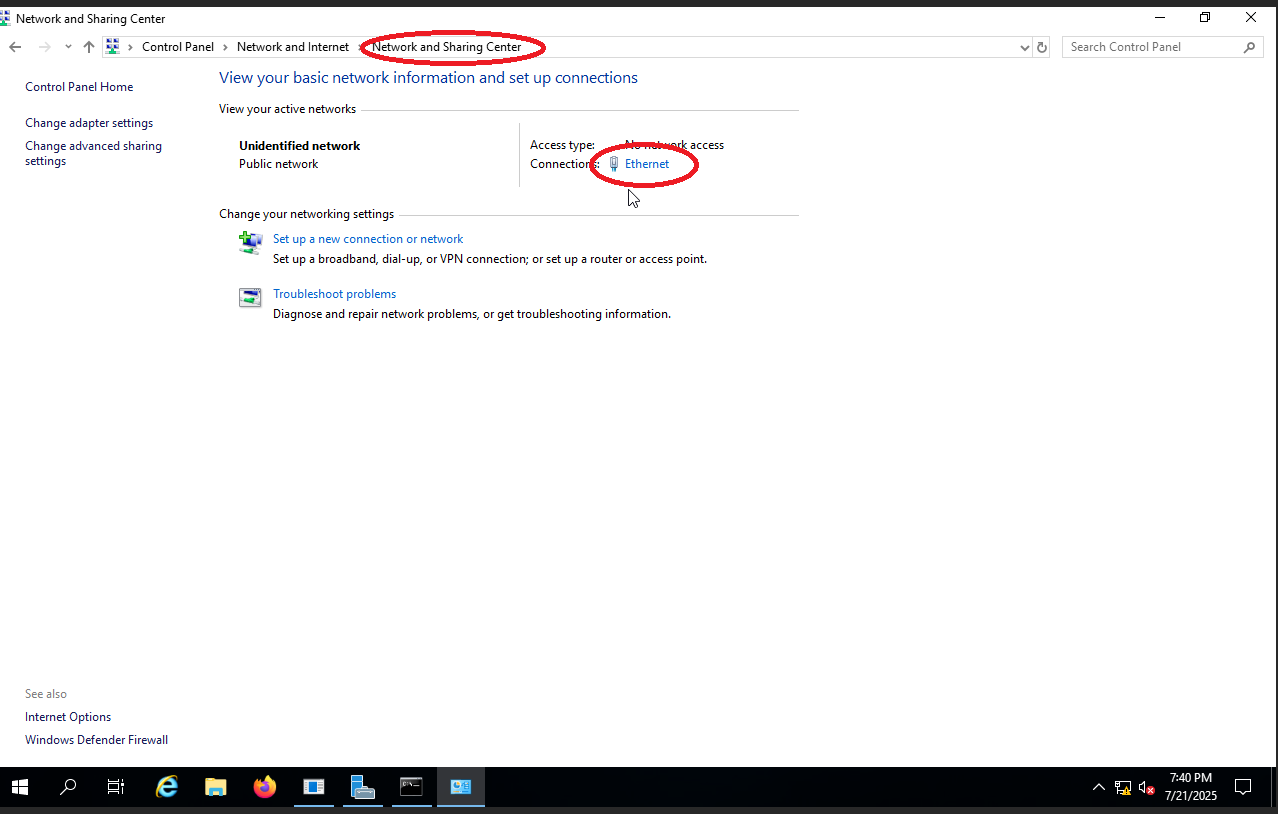 Network and Sharing Center
Control Panel > Network and Internet > Network and Sharing Center
Search Control Panel
Control Panel Home
Change adapter settings
Change advanced sharing
settings
View your basic network information and set up connections
View your active networks
Unidentified network
Public network
Access type: No network access
Connections: Ethernet
Change your networking settings
Set up a new connection or network
Set up a broadband, dial-up, or VPN connection; or set up a router or access point.
Troubleshoot problems
Diagnose and repair network problems, or get troubleshooting information.
See also
Internet Options
Windows Defender Firewall
7:40 PM
7/21/2025